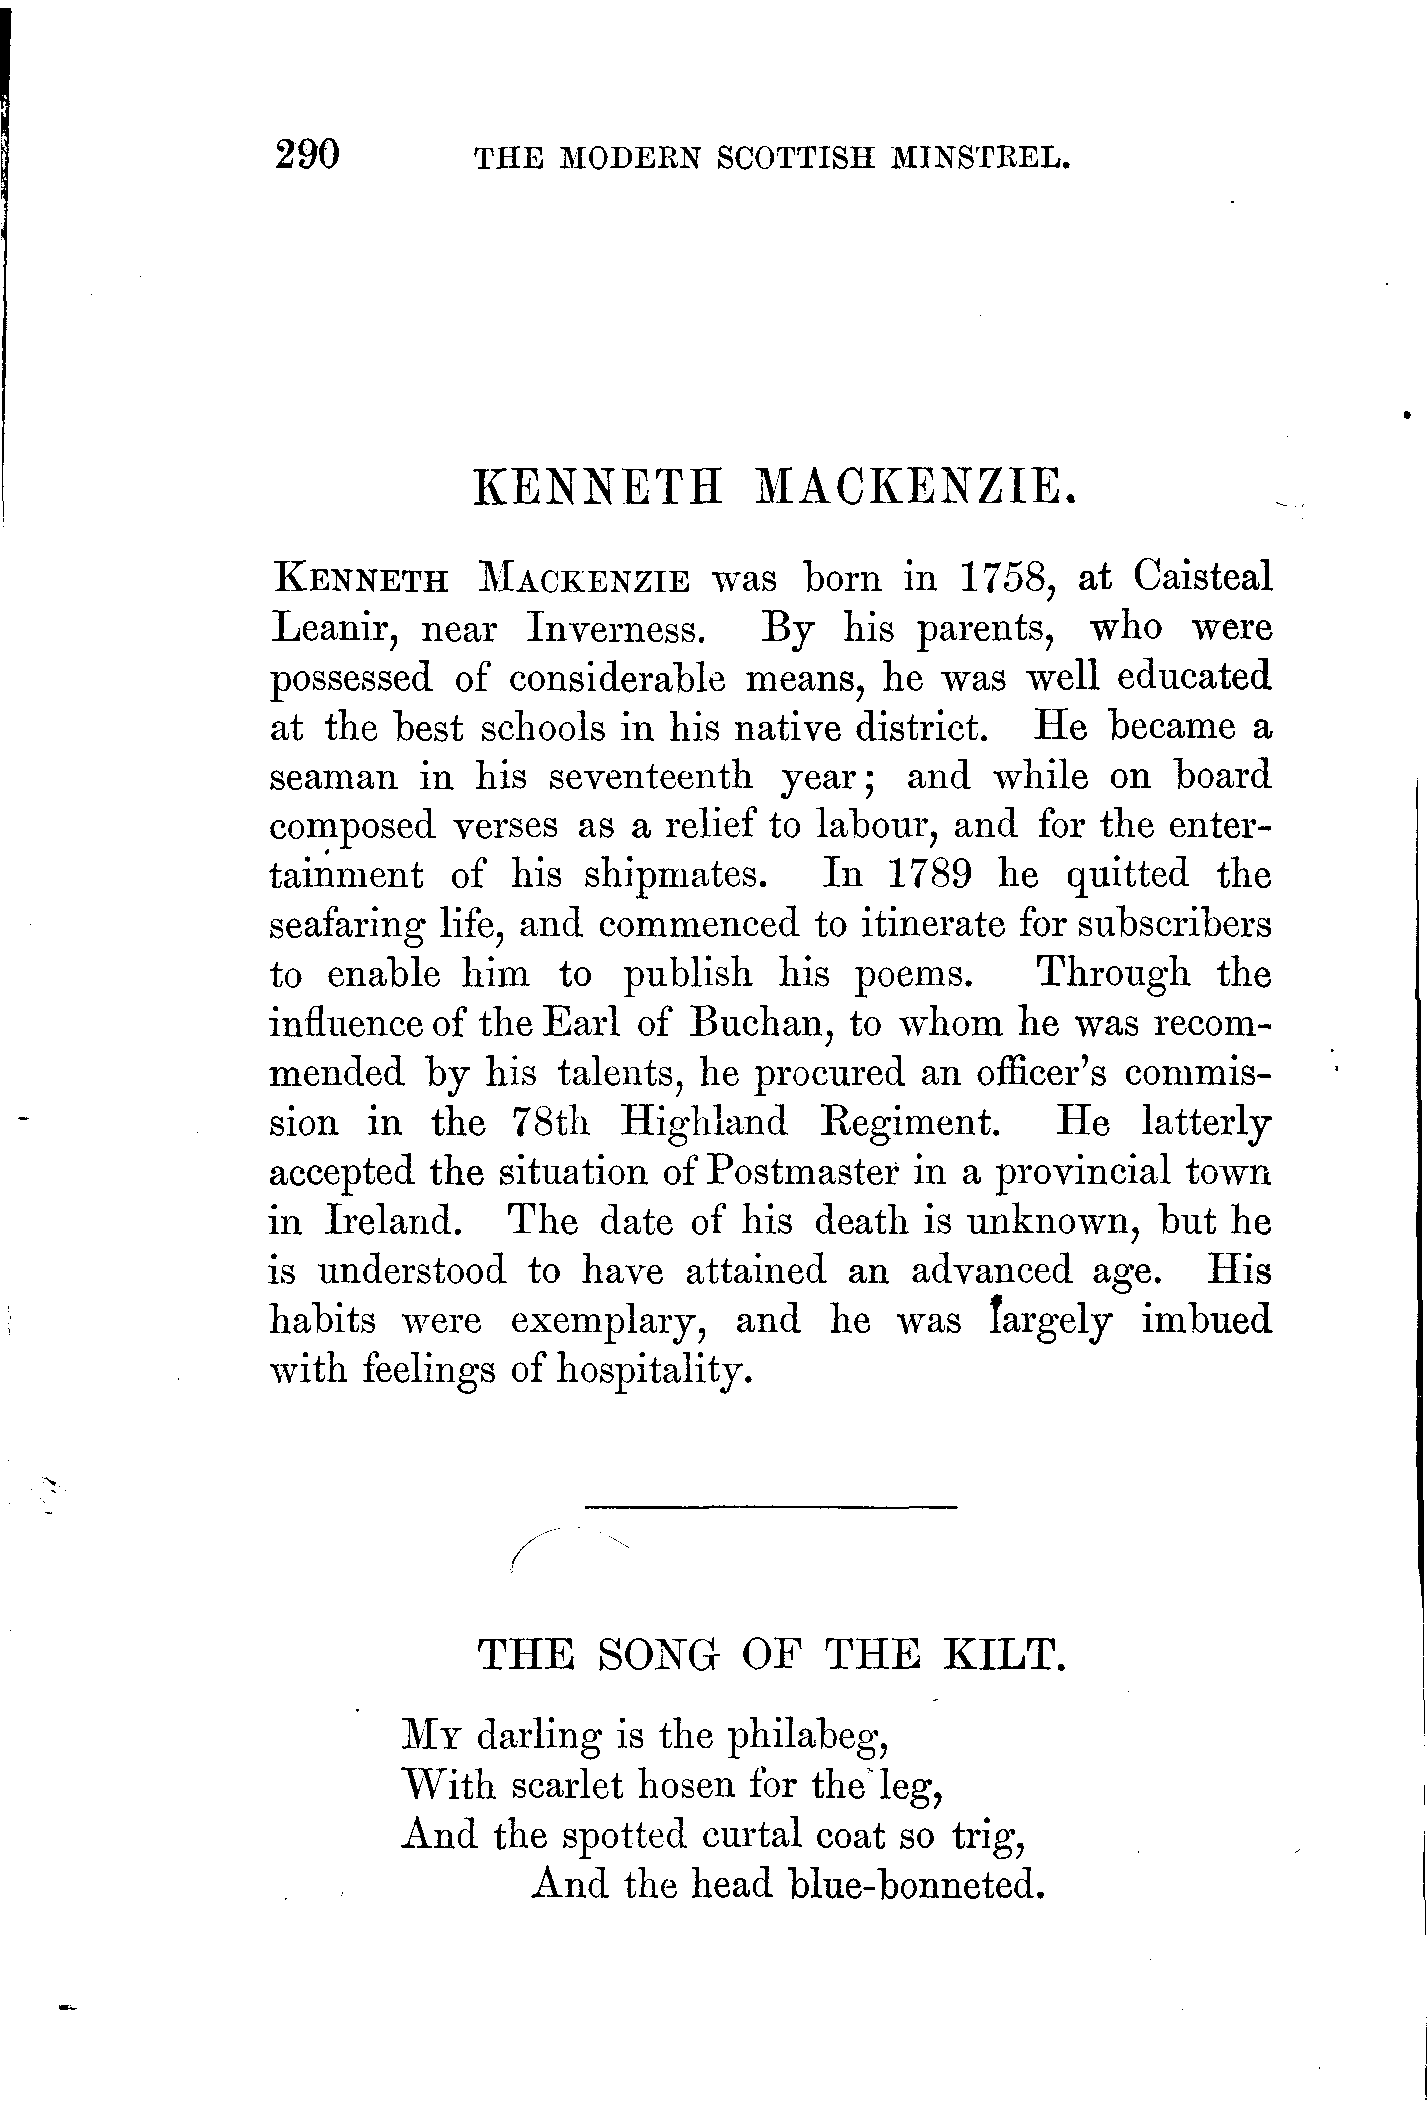 290 THE MODERN SCOTTISH MINSTREL.
KENNETH MACKENZIE.
KENNETH MACKENZIE was born in 1758, at Caisteal
Leanir, near Inverness. By his parents, who were
possessed of considerable means, he was well educated
at the best schools in his native district. He became a
seaman in his seventeenth year; and while on board
composed verses as a relief to labour, and for the enter-
tainment of his shipmates. In 1789 he quitted the
seafaring life, and commenced to itinerate for subscribers
to enable him to publish his poems. Through the
influence of the Earl of Buchan, to whom he was recom-
mended by his talents, he procured an officer's commis-
sion in the 78th Highland Regiment. He latterly
accepted the situation of Postmaster in a provincial town
in Ireland. The date of his death is unknown, but he
is understood to have attained an advanced age. His
habits were exemplary, and he was largely imbued
with feelings of hospitality.
THE SONG OF THE KILT.
MY darling is the philabeg,
With scarlet hosen for the leg,
And the spotted curtal coat so trig,
And the head blue-bonneted.